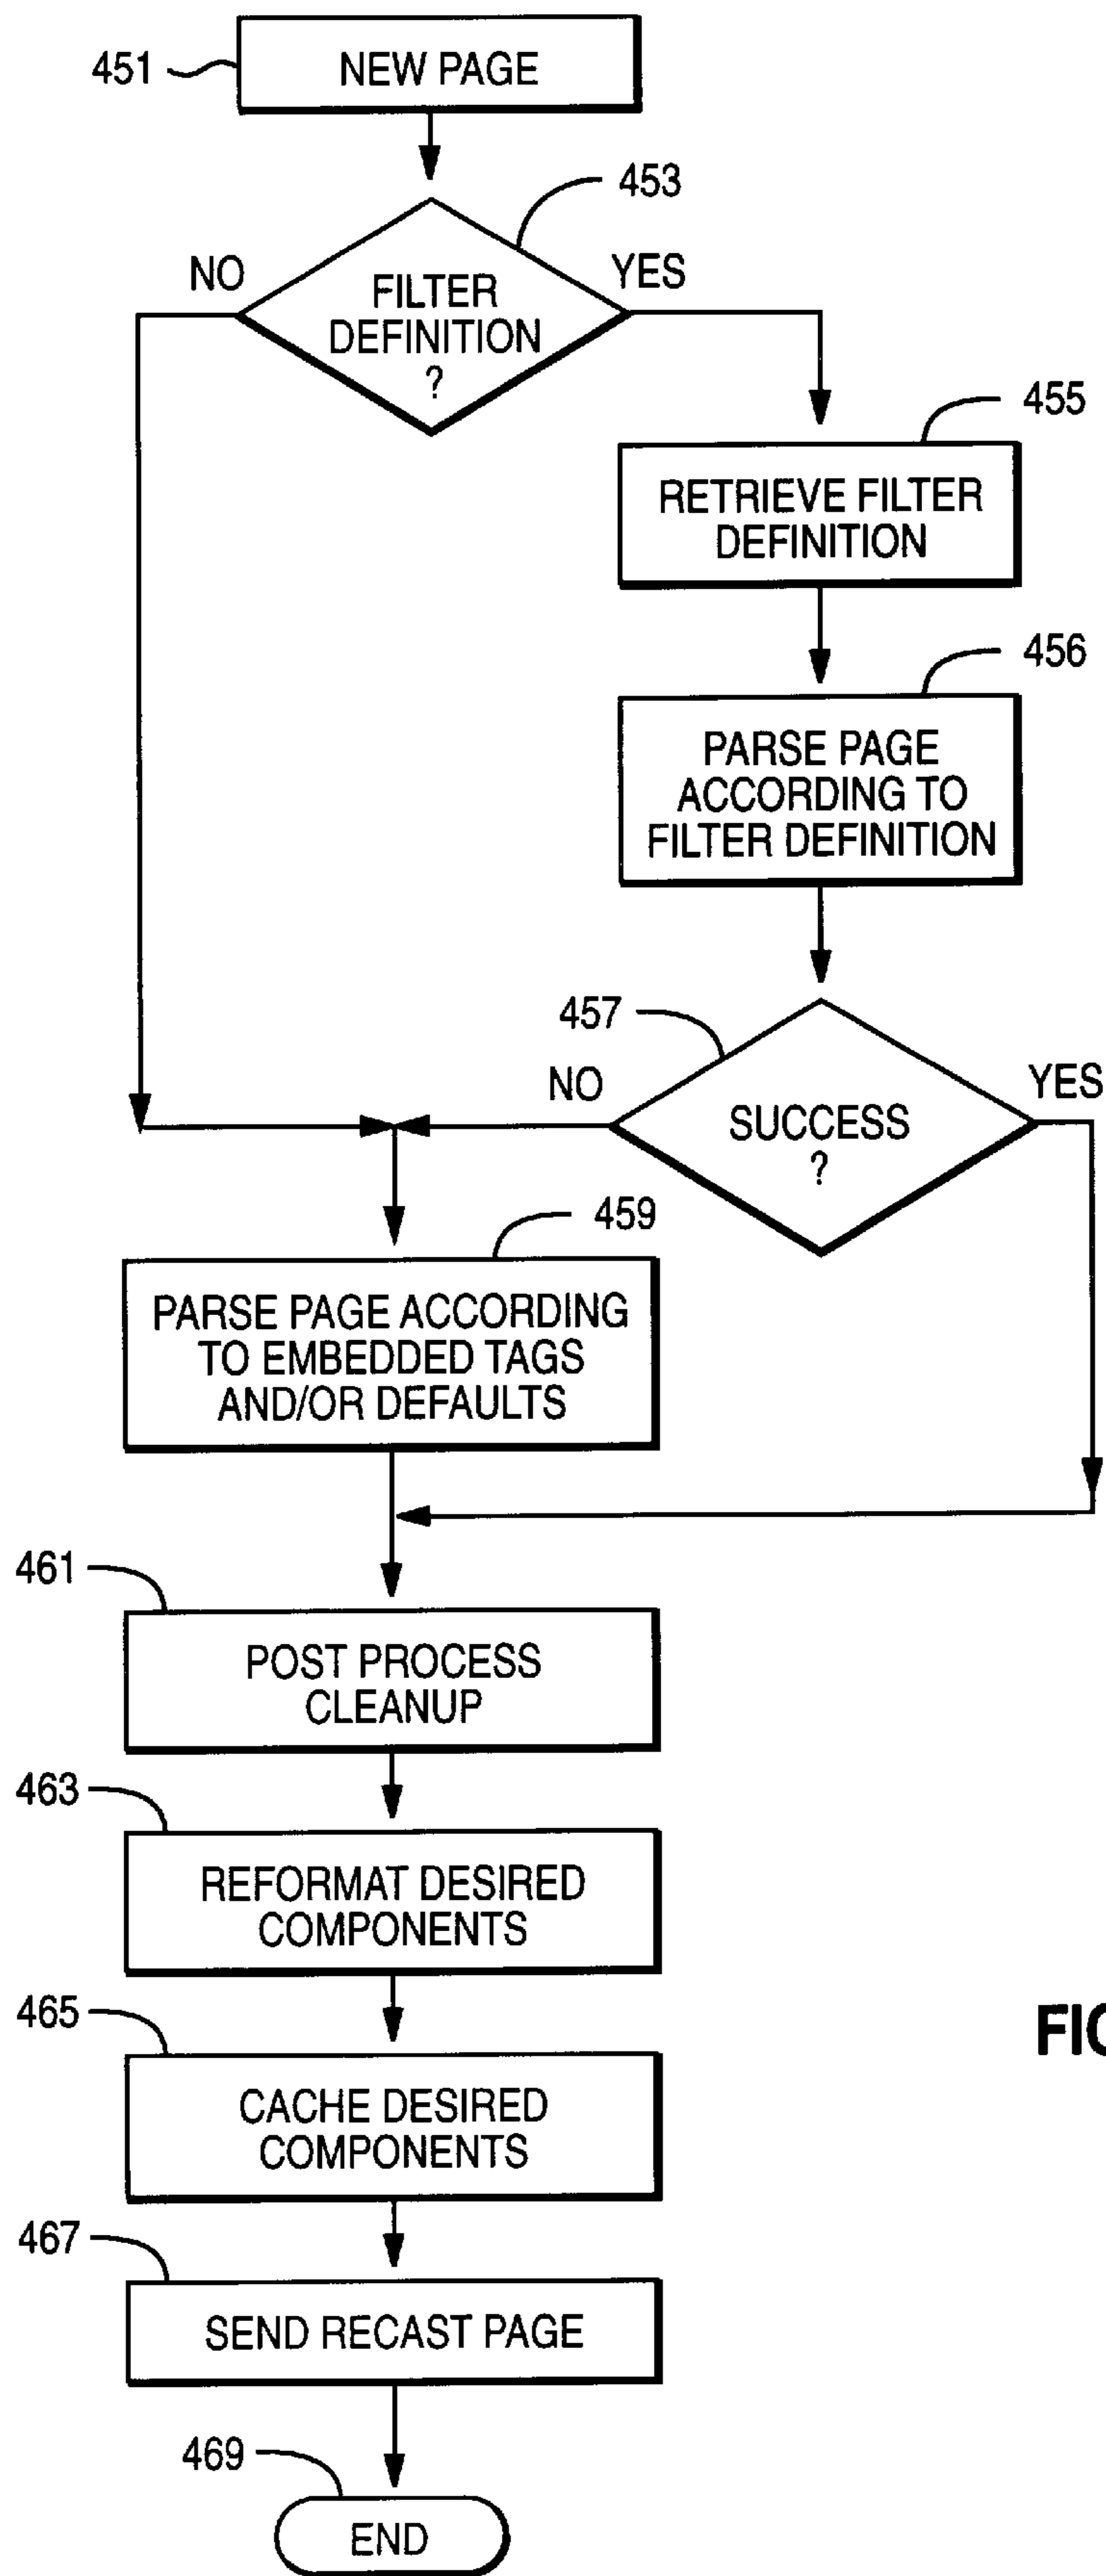 451
NEW PAGE
453
NO
YES
FILTER
DEFINITION
?
455
RETRIEVE FILTER
DEFINITION
456
PARSE PAGE
ACCORDING TO
FILTER DEFINITION
457
NO
YES
SUCCESS
?
459
PARSE PAGE ACCORDING
TO EMBEDDED TAGS
AND/OR DEFAULTS
461
POST PROCESS
CLEANUP
463
REFORMAT DESIRED
COMPONENTS
465
FIG
CACHE DESIRED
COMPONENTS
467
SEND RECAST PAGE
469
END